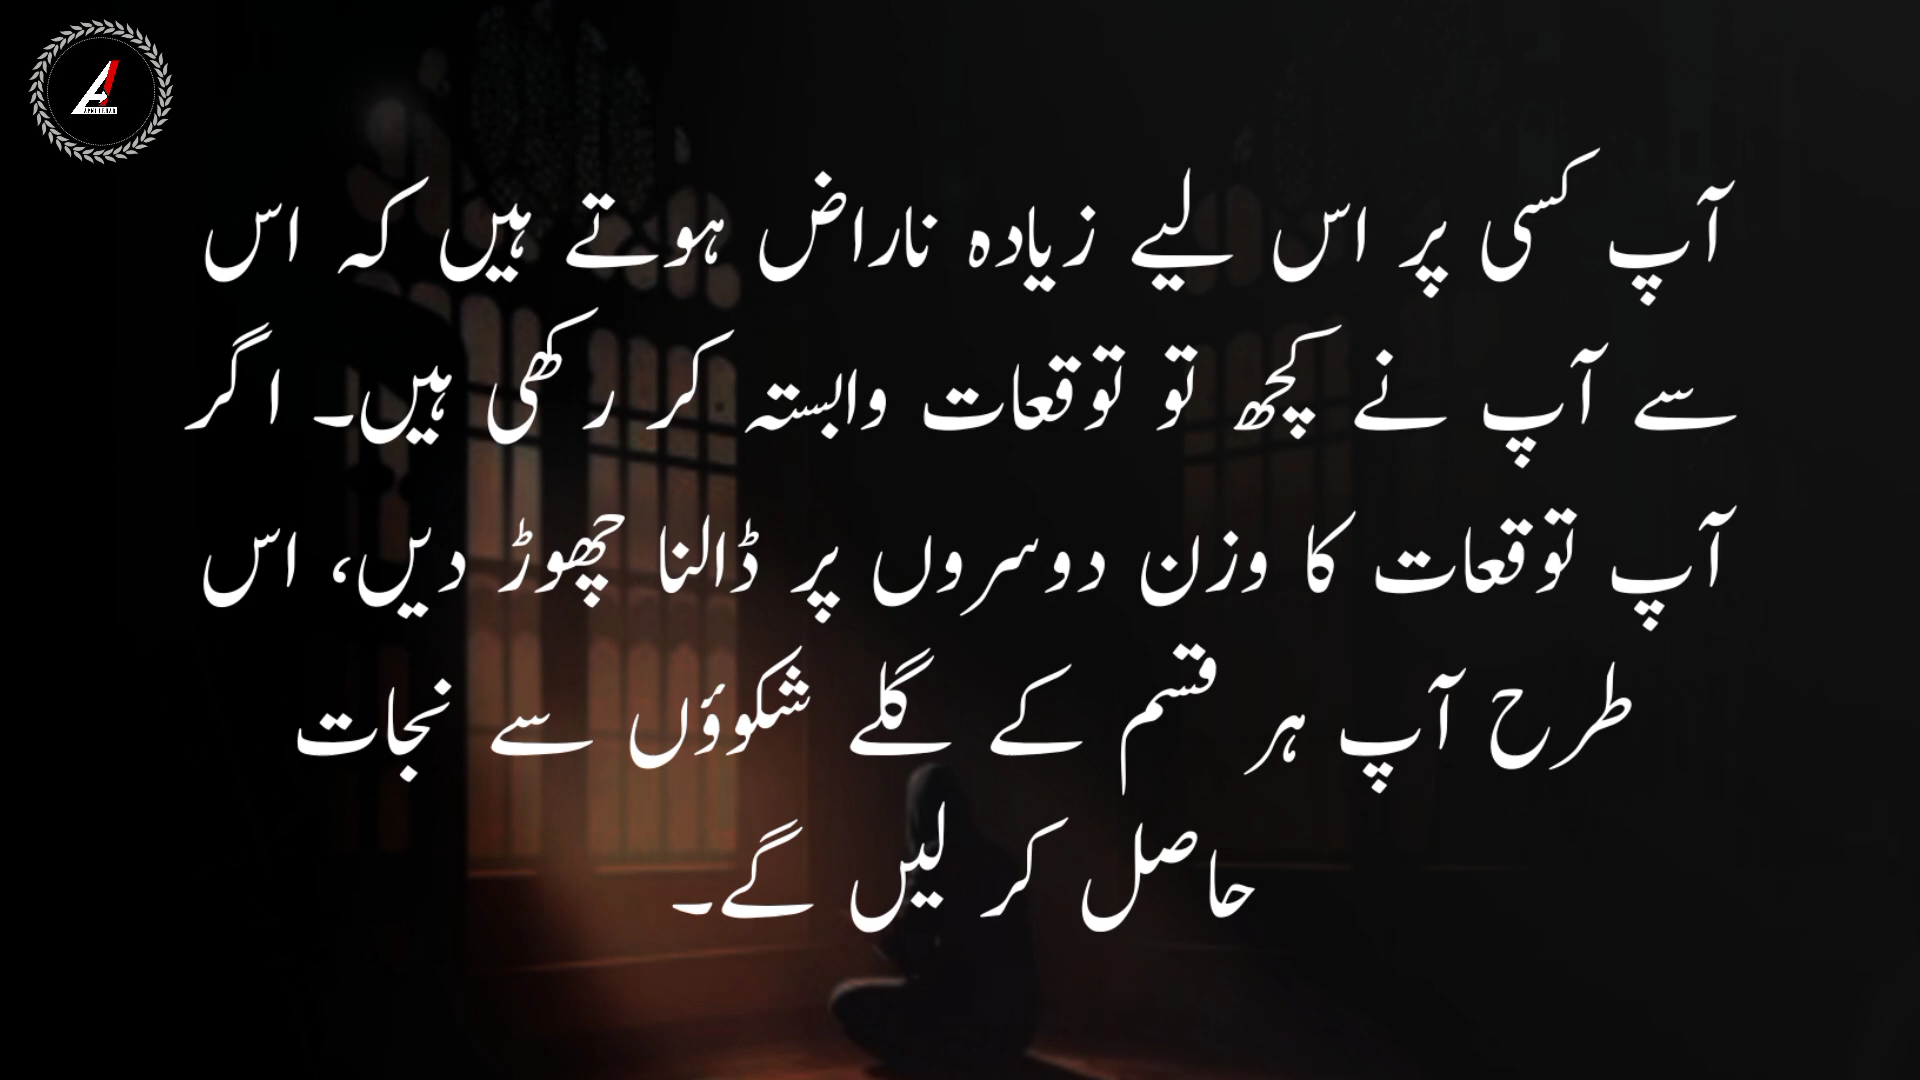 آپ کسی پر اس لیے زیادہ ناراض ہوتے ہیں کہ اس
سے آپ نے کچھ تو توقعات وابستہ کر رکھی ہیں۔ اگر
آپ توقعات کا وزن دوسروں پر ڈالنا چھوڑ دیں، اس
طرح آپ ہر قسم کے گلے شکوؤں سے نجات
حاصل کر لیں گے۔